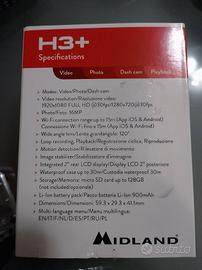 H3+
Specifications
Video Photo Dash cam Playback
Modes: Video/Photo/Dash cam
Video resolution/Risoluzione video:
1920x1080 FULL HD @30fps/1280x720@30fps
Photo/Foto: 16MP
Wi-Fi connection range up to 15m (App iOS & Android)
Connessione Wi-Fi fino a 15m (App iOS & Android)
Wide angle lens/Lente grandangolo: 120°
Loop recording, Playback/Registrazione ciclica, Riproduzione
Motion detection/Rilevazione di movimento
Image stabilizer/Stabilizzatore d'immagine
Integrated 2" rear LCD display/Display LCD 2" posteriore
Waterproof case up to 30m/Custodia waterproof 30m
Storage/Memoria: micro SD card up to 128GB
(not included/opzionale)
Li-Ion battery pack/Pacco batteria Li-Ion 900mAh
Dimensions/Dimensioni: 59.3 x 29.3 x 41.1mm
Multi-language menu/Menu multilingue:
EN/IT/F/NL/D/ES/PT/RU/PL
MIDLAND
subito